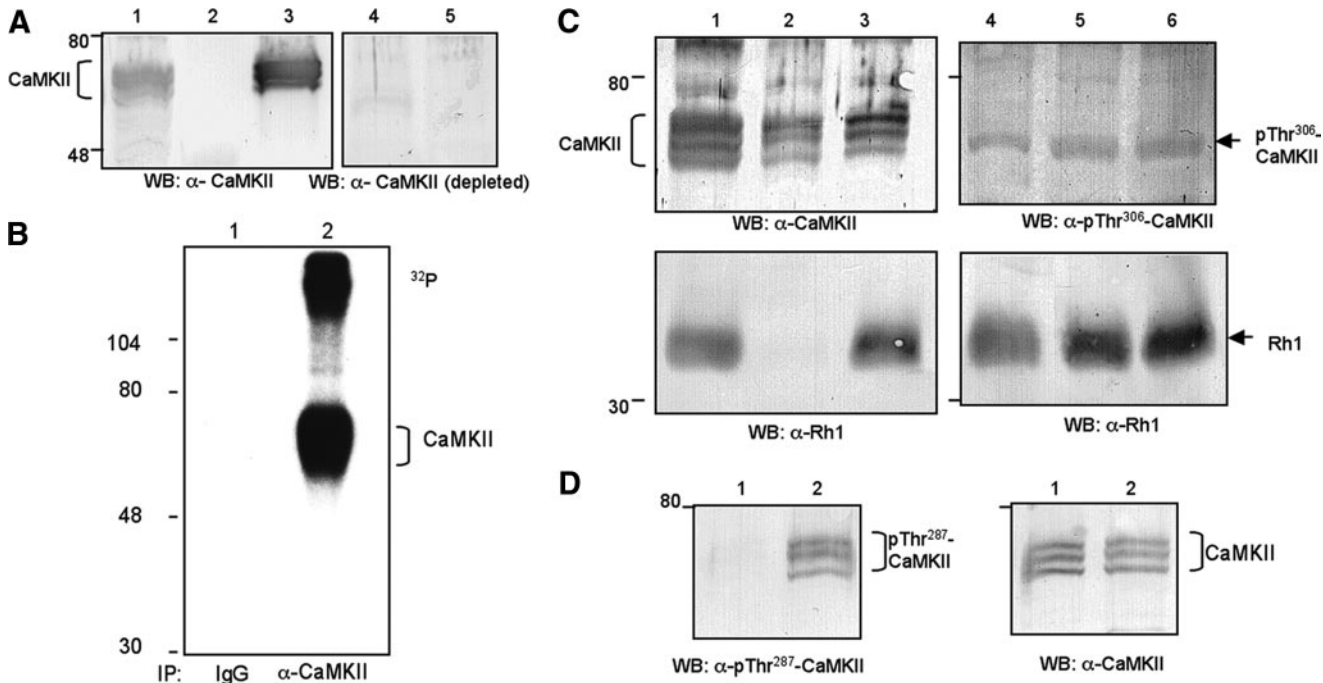 A
1 2 3 4 5
80
CaMKII
48
WB: α- CaMKII WB: α- CaMKII (depleted)
B
1 2
³²P
104
80
CaMKII
48
30
IP: IgG α-CaMKII
C
1 2 3 4 5 6
80
CaMKII
pThr³⁰⁶-
CaMKII
WB: α-CaMKII WB: α-pThr³⁰⁶-CaMKII
Rh1
30
WB: α-Rh1 WB: α-Rh1
D
1 2 1 2
80
pThr²⁸⁷-
CaMKII
CaMKII
WB: α-pThr²⁸⁷-CaMKII WB: α-CaMKII